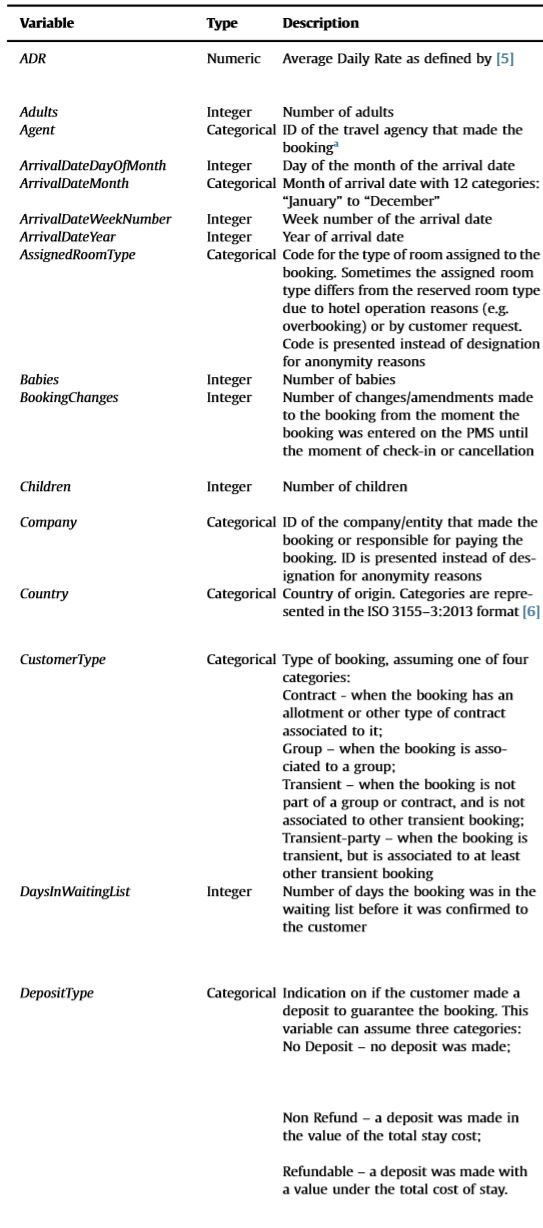 Variable Type Description
ADR Numeric Average Daily Rate as defined by [5]
Adults Integer Number of adults
Agent Categorical ID of the travel agency that made the
bookingᵃ
ArrivalDateDayOfMonth Integer Day of the month of the arrival date
ArrivalDateMonth Categorical Month of arrival date with 12 categories:
“January” to “December”
ArrivalDateWeekNumber Integer Week number of the arrival date
ArrivalDateYear Integer Year of arrival date
AssignedRoomType Categorical Code for the type of room assigned to the
booking. Sometimes the assigned room
type differs from the reserved room type
due to hotel operation reasons (e.g.
overbooking) or by customer request.
Code is presented instead of designation
for anonymity reasons
Babies Integer Number of babies
BookingChanges Integer Number of changes/amendments made
to the booking from the moment the
booking was entered on the PMS until
the moment of check-in or cancellation
Children Integer Number of children
Company Categorical ID of the company/entity that made the
booking or responsible for paying the
booking. ID is presented instead of des-
ignation for anonymity reasons
Country Categorical Country of origin. Categories are repre-
sented in the ISO 3155–3:2013 format [6]
CustomerType Categorical Type of booking, assuming one of four
categories:
Contract - when the booking has an
allotment or other type of contract
associated to it;
Group – when the booking is asso-
ciated to a group;
Transient – when the booking is not
part of a group or contract, and is not
associated to other transient booking;
Transient-party – when the booking is
transient, but is associated to at least
other transient booking
DaysInWaitingList Integer Number of days the booking was in the
waiting list before it was confirmed to
the customer
DepositType Categorical Indication on if the customer made a
deposit to guarantee the booking. This
variable can assume three categories:
No Deposit – no deposit was made;
Non Refund – a deposit was made in
the value of the total stay cost;
Refundable – a deposit was made with
a value under the total cost of stay.